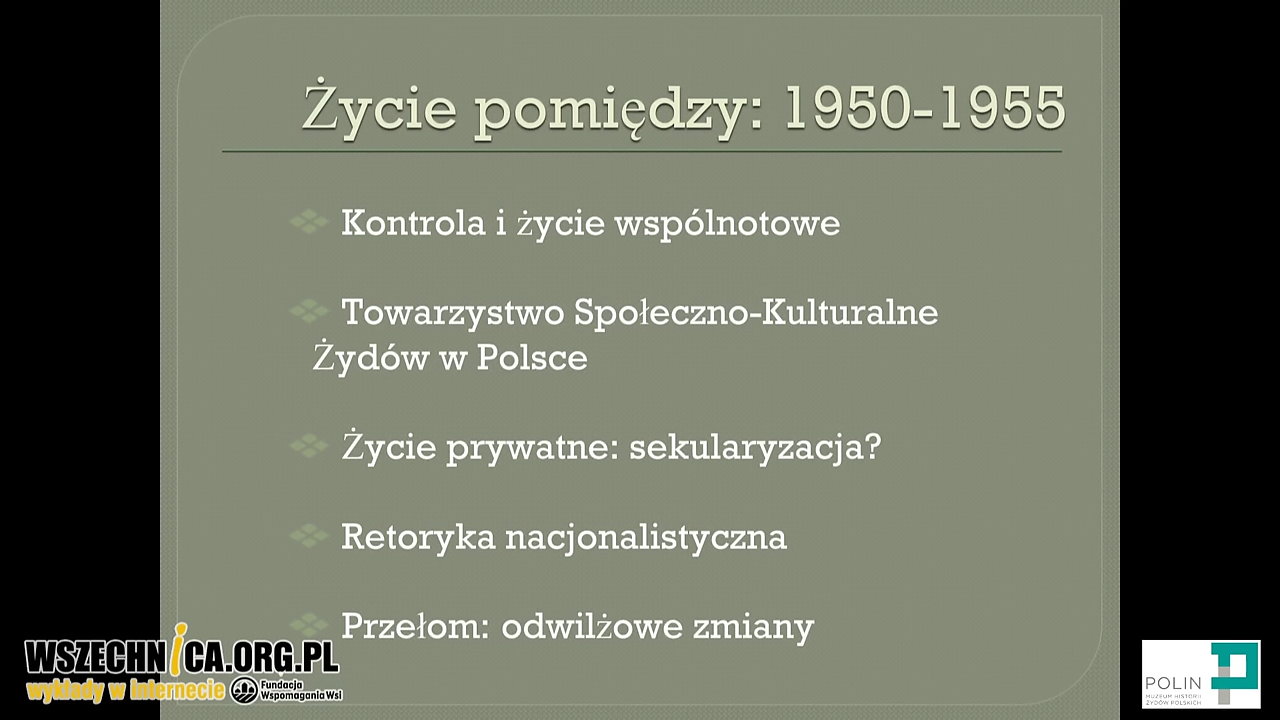 Życie pomiędzy: 1950-1955
Kontrola i życie wspólnotowe
Towarzystwo Społeczno-Kulturalne
Żydów w Polsce
Życie prywatne: sekularyzacja?
Retoryka nacjonalistyczna
Przełom: odwilżowe zmiany
WSZECHNICA.ORG.PL
wykłady w internecie
Fundacja
Wspomagania Wsi
POLIN
MUZEUM HISTORII
ŻYDÓW POLSKICH